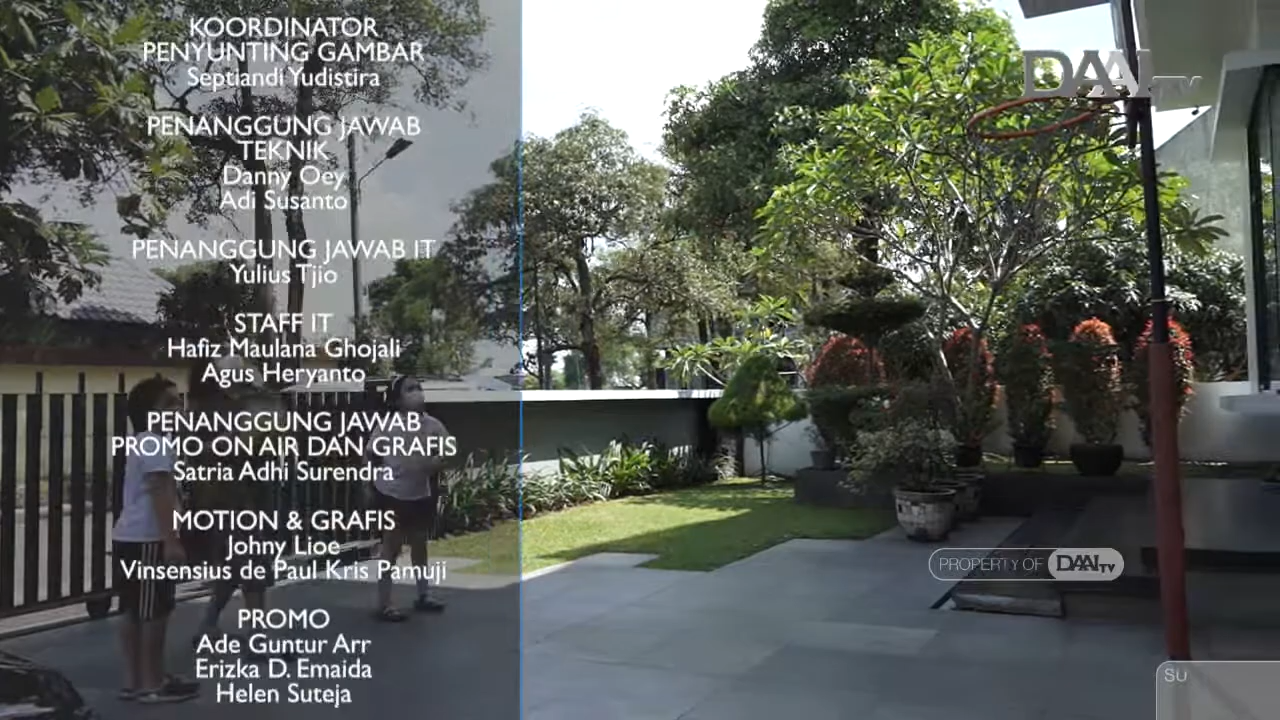 KOORDINATOR
PENYUNTING GAMBAR
Septiandi Yudistira
PENANGGUNG JAWAB
TEKNIK
Danny Oey
Adi Susanto
PENANGGUNG JAWAB IT
Yulius Tjio
STAFF IT
Hafiz Maulana Ghojali
Agus Heryanto
PENANGGUNG JAWAB
PROMO ON AIR DAN GRAFIS
Satria Adhi Surendra
MOTION & GRAFIS
Johny Lioe
Vinsensius de Paul Kris Pamuji
PROMO
Ade Guntur Arr
Erizka D. Emaida
Helen Suteja
DAAI TV
PROPERTY OF DAAI TV
SU